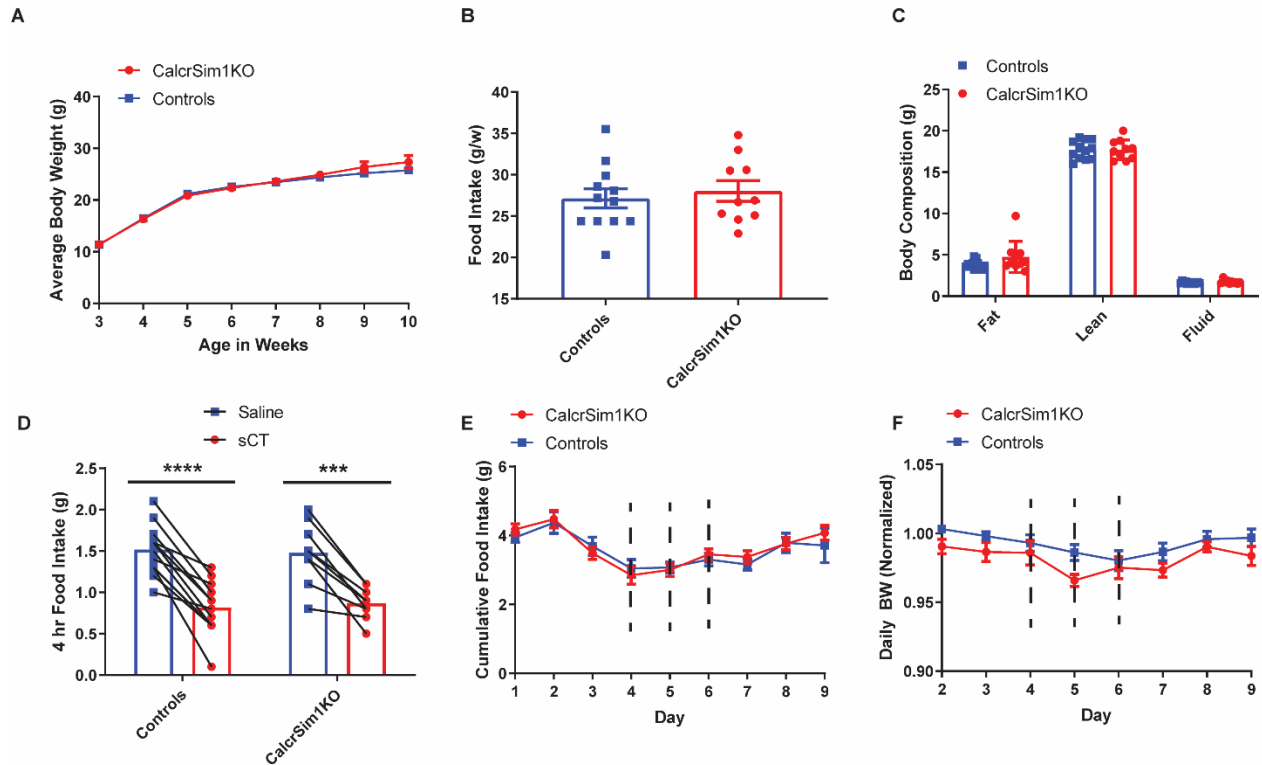 A
CalcrSim1KO
Controls
Average Body Weight (g)
40
30
20
10
0
3 4 5 6 7 8 9 10
Age in Weeks
B
Food Intake (g/w)
40
35
30
25
20
15
Controls
CalcrSim1KO
C
Controls
CalcrSim1KO
Body Composition (g)
25
20
15
10
5
0
Fat
Lean
Fluid
D
Saline
sCT
4 hr Food Intake (g)
2.5
2.0
1.5
1.0
0.5
0.0
****
***
Controls
CalcrSim1KO
E
CalcrSim1KO
Controls
Cumulative Food Intake (g)
6
4
2
0
1 2 3 4 5 6 7 8 9
Day
F
CalcrSim1KO
Controls
Daily BW (Normalized)
1.05
1.00
0.95
0.90
2 3 4 5 6 7 8 9
Day